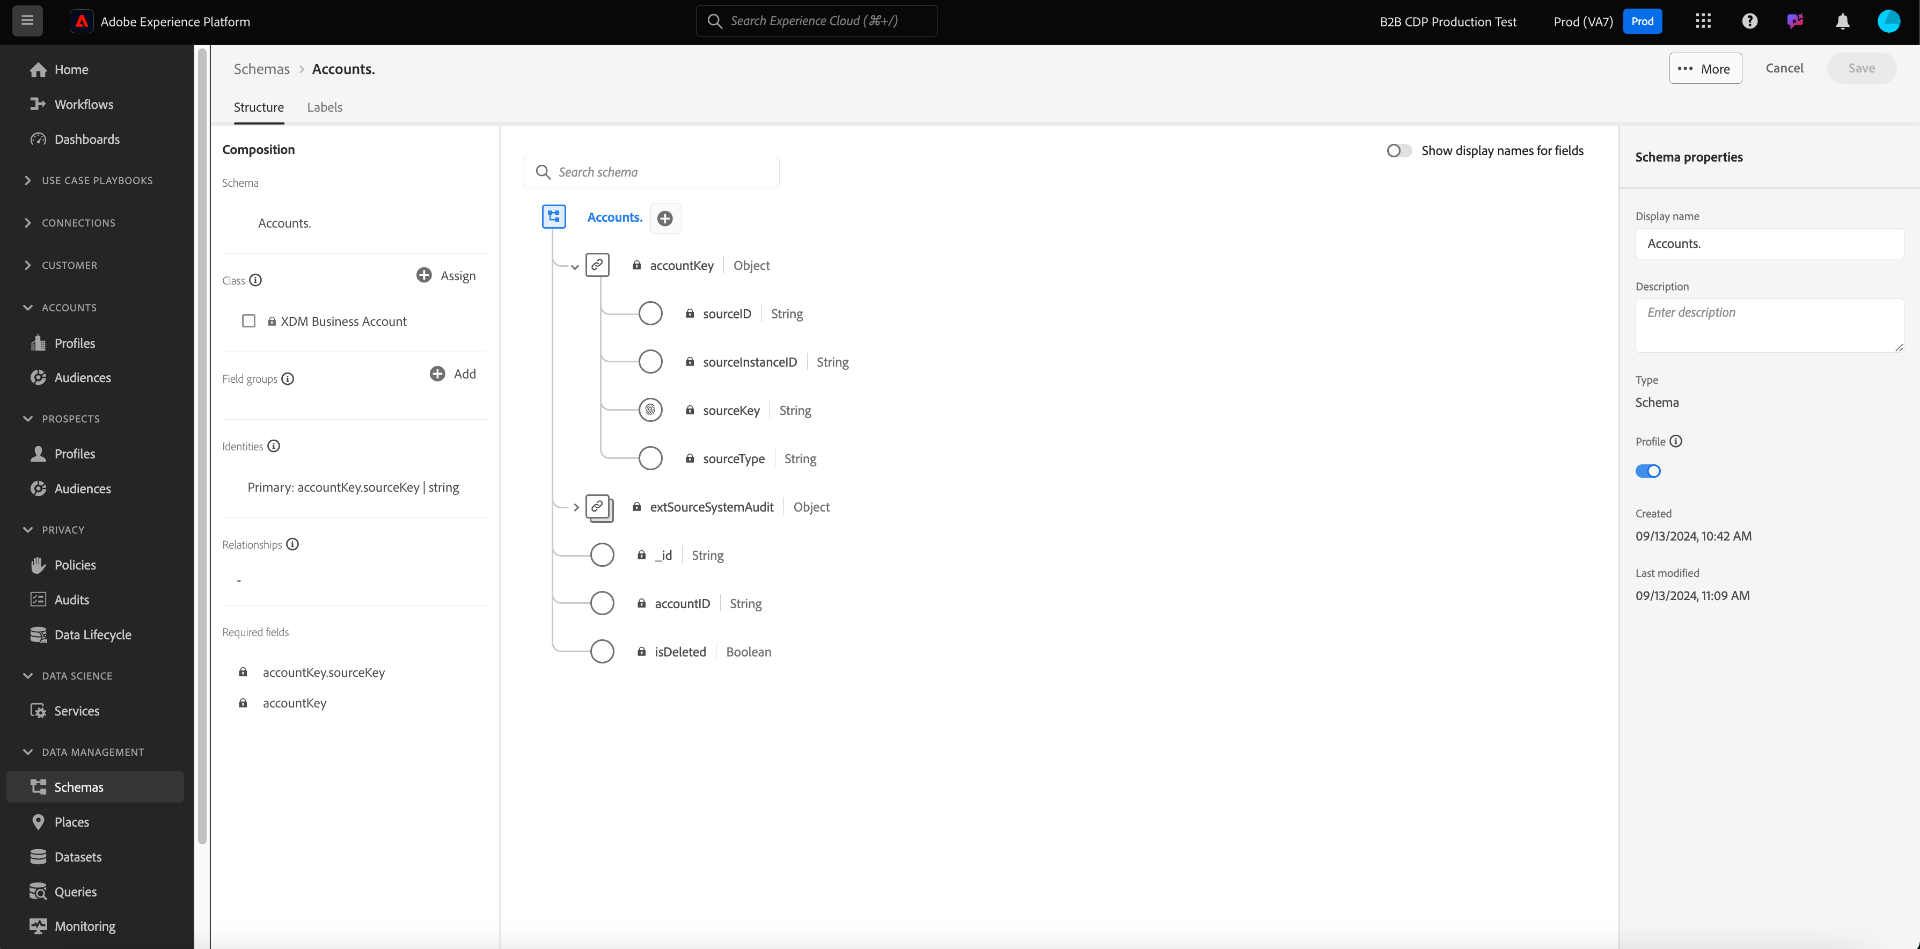 Adobe Experience Platform
Search Experience Cloud (⌘+/)
B2B CDP Production Test
Prod (VA7)
Prod
Home
Workflows
Dashboards
USE CASE PLAYBOOKS
CONNECTIONS
CUSTOMER
ACCOUNTS
Profiles
Audiences
PROSPECTS
Profiles
Audiences
PRIVACY
Policies
Audits
Data Lifecycle
DATA SCIENCE
Services
DATA MANAGEMENT
Schemas
Places
Datasets
Queries
Monitoring
Schemas > Accounts.
More
Cancel
Save
Structure
Labels
Composition
Schema
Accounts.
Class
Assign
XDM Business Account
Field groups
Add
Identities
Primary: accountKey.sourceKey | string
Relationships
-
Required fields
accountKey.sourceKey
accountKey
Search schema
Show display names for fields
Accounts.
accountKey | Object
sourceID | String
sourceInstanceID | String
sourceKey | String
sourceType | String
extSourceSystemAudit | Object
_id | String
accountID | String
isDeleted | Boolean
Schema properties
Display name
Accounts.
Description
Enter description
Type
Schema
Profile
Created
09/13/2024, 10:42 AM
Last modified
09/13/2024, 11:09 AM